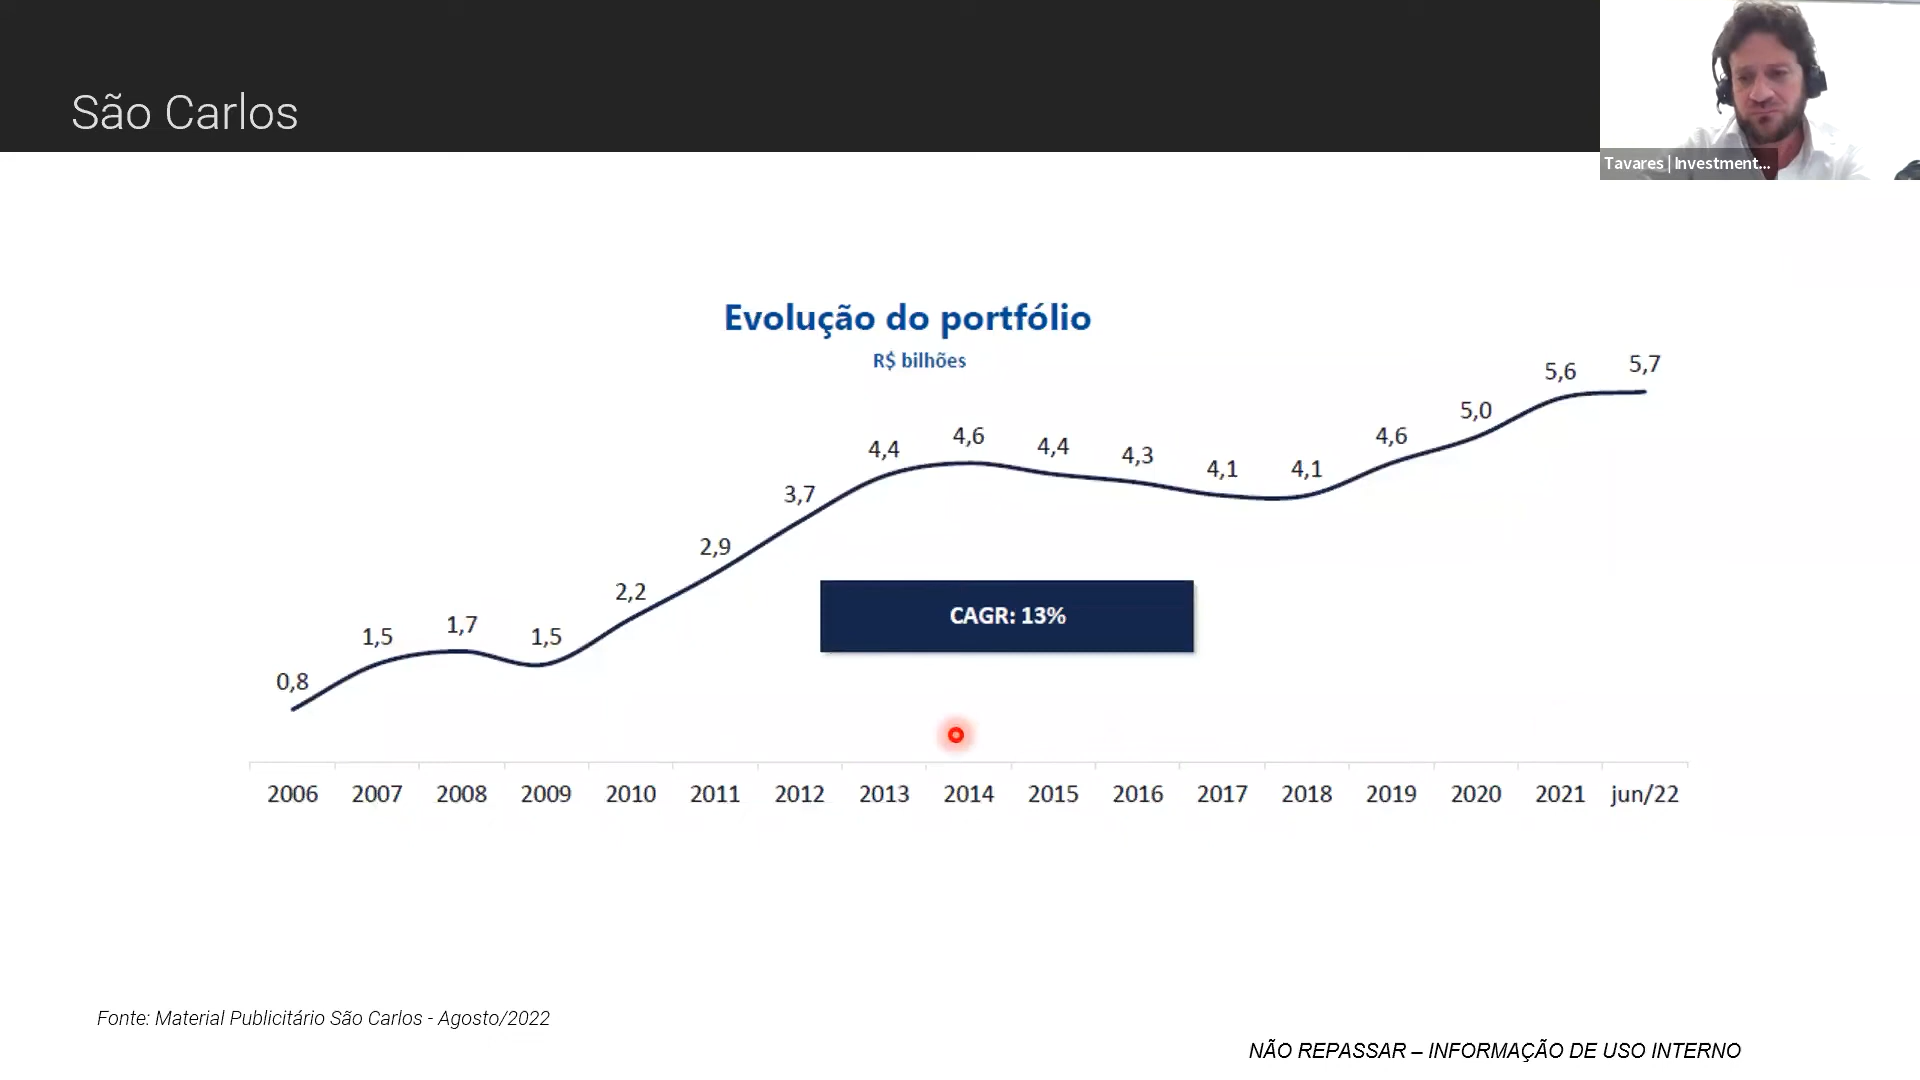 São Carlos
Tavares | Investment...
Evolução do portfólio
R$ bilhões
0,8
1,5
1,7
1,5
2,2
2,9
3,7
4,4
4,6
4,4
4,3
4,1
4,1
4,6
5,0
5,6
5,7
CAGR: 13%
2006 2007 2008 2009 2010 2011 2012 2013 2014 2015 2016 2017 2018 2019 2020 2021 jun/22
Fonte: Material Publicitário São Carlos - Agosto/2022
NÃO REPASSAR – INFORMAÇÃO DE USO INTERNO